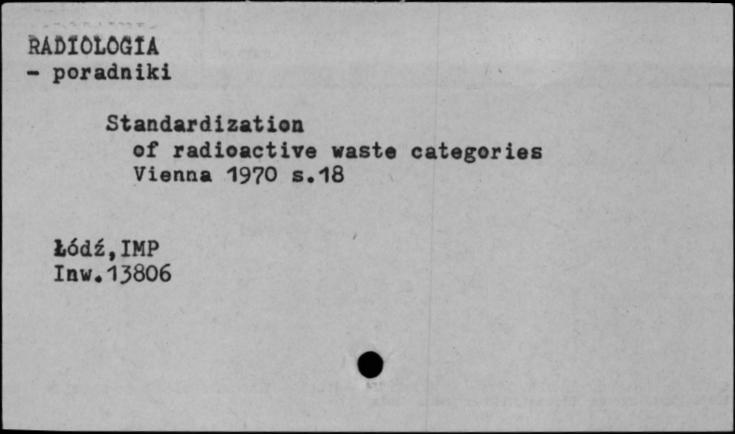 RADIOLOGIA
- poradniki
Standardization
of radioactive waste categories
Vienna 1970 s.18
Łódź,IMP
Inw.13806